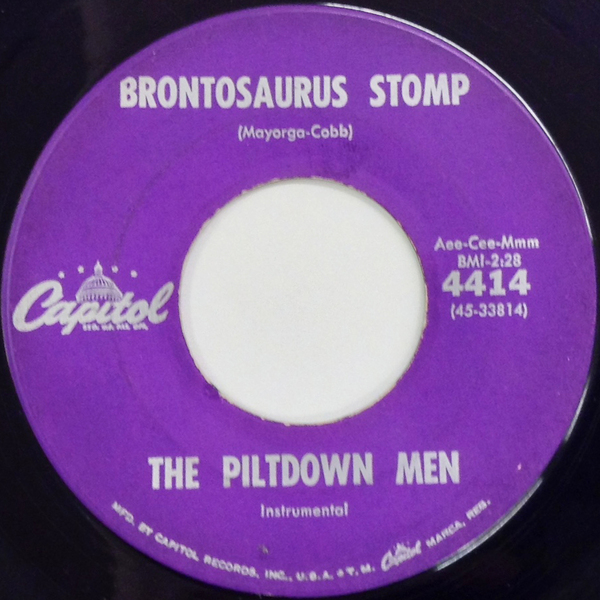 BRONTOSAURUS STOMP
(Mayorga-Cobb)
Aee-Cee-Mmm
BMI-2:28
4414
(45-33814)
Capitol
THE PILTDOWN MEN
Instrumental
MFD. BY CAPITOL RECORDS, INC., U.S.A. • T.M. Capitol MARCA. REG.